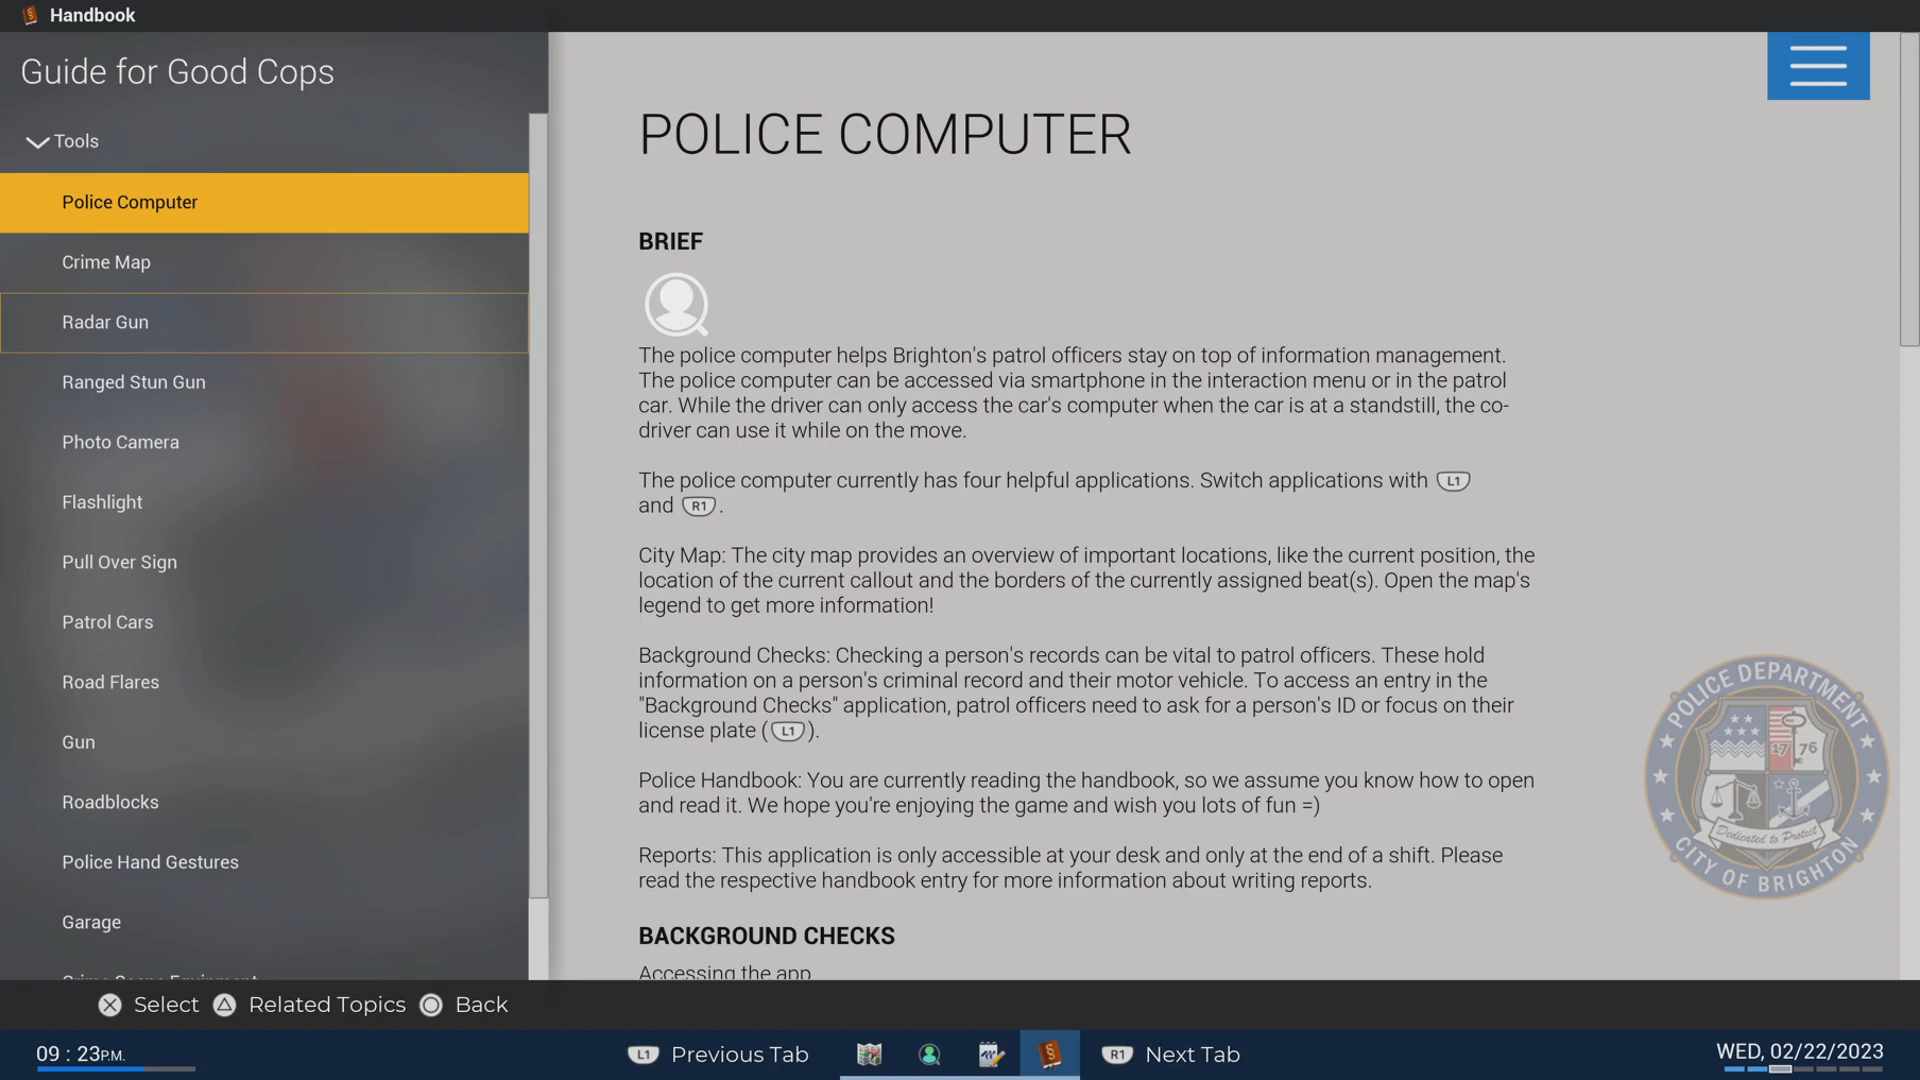 Handbook
Guide for Good Cops
Tools
Police Computer
Crime Map
Radar Gun
Ranged Stun Gun
Photo Camera
Flashlight
Pull Over Sign
Patrol Cars
Road Flares
Gun
Roadblocks
Police Hand Gestures
Garage
Crime Scene Equipment
POLICE COMPUTER
BRIEF
The police computer helps Brighton's patrol officers stay on top of information management.
The police computer can be accessed via smartphone in the interaction menu or in the patrol
car. While the driver can only access the car's computer when the car is at a standstill, the co-
driver can use it while on the move.
The police computer currently has four helpful applications. Switch applications with L1
and R1.
City Map: The city map provides an overview of important locations, like the current position, the
location of the current callout and the borders of the currently assigned beat(s). Open the map's
legend to get more information!
Background Checks: Checking a person's records can be vital to patrol officers. These hold
information on a person's criminal record and their motor vehicle. To access an entry in the
"Background Checks" application, patrol officers need to ask for a person's ID or focus on their
license plate (L1).
Police Handbook: You are currently reading the handbook, so we assume you know how to open
and read it. We hope you're enjoying the game and wish you lots of fun =)
Reports: This application is only accessible at your desk and only at the end of a shift. Please
read the respective handbook entry for more information about writing reports.
BACKGROUND CHECKS
Accessing the app
POLICE DEPARTMENT
17 76
Dedicated to Protect
CITY OF BRIGHTON
Select Related Topics Back
09 : 23 P.M.
L1 Previous Tab
R1 Next Tab
WED, 02/22/2023